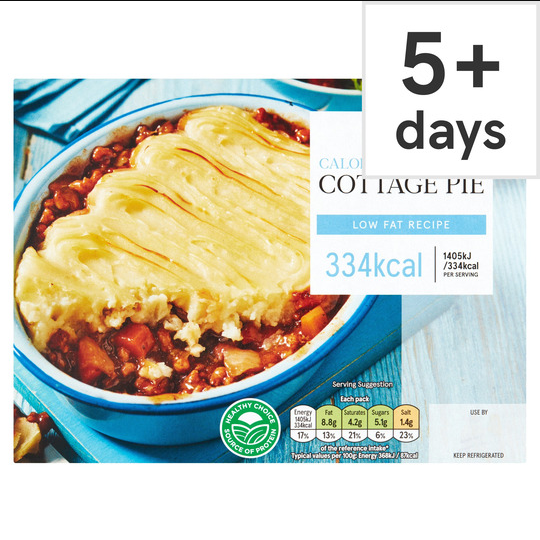 5+
days
COTTAGE PIE
LOW FAT RECIPE
334kcal
1405kJ
/334kcal
PER SERVING
Serving Suggestion
Each pack
Energy
1405kJ
334kcal
17%
Fat
8.8g
13%
Saturates
4.2g
21%
Sugars
5.1g
6%
Salt
1.4g
23%
of the reference intake*
Typical values per 100g: Energy 368kJ / 87kcal
HEALTHY CHOICE
SOURCE OF PROTEIN
USE BY
KEEP REFRIGERATED